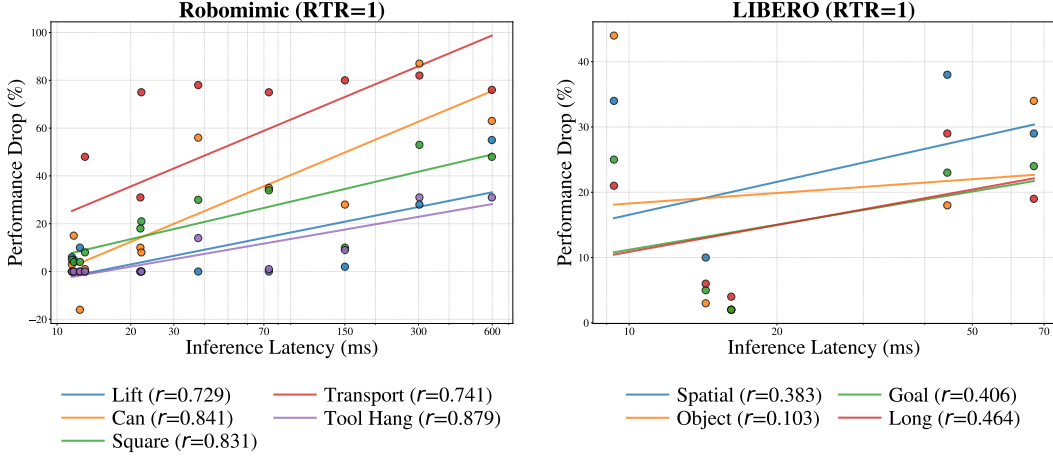 Robomimic (RTR=1)
LIBERO (RTR=1)
Performance Drop (%)
100
80
60
40
20
0
−20
10
20
30
70
150
300
600
Inference Latency (ms)
Performance Drop (%)
40
30
20
10
0
10
20
50
70
Inference Latency (ms)
Lift (r=0.729)
Can (r=0.841)
Square (r=0.831)
Transport (r=0.741)
Tool Hang (r=0.879)
Spatial (r=0.383)
Object (r=0.103)
Goal (r=0.406)
Long (r=0.464)